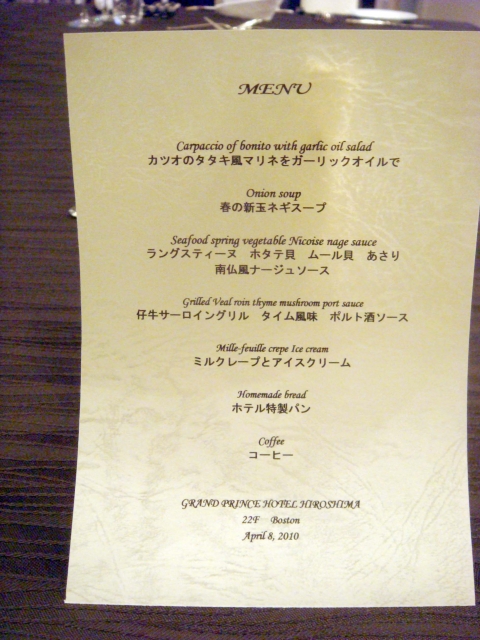 MENU
Carpaccio of bonito with garlic oil salad
カツオのタタキ風マリネをガーリックオイルで
Onion soup
春の新玉ネギスープ
Seafood spring vegetable Nicoise nage sauce
ラングスティーヌ　ホタテ貝　ムール貝　あさり
南仏風ナージュソース
Grilled Veal roin thyme mushroom port sauce
仔牛サーロイングリル　タイム風味　ポルト酒ソース
Mille-feuille crepe Ice cream
ミルクレープとアイスクリーム
Homemade bread
ホテル特製パン
Coffee
コーヒー
GRAND PRINCE HOTEL HIROSHIMA
22F Boston
April 8, 2010